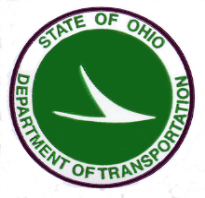 STATE OF OHIO
DEPARTMENT OF TRANSPORTATION